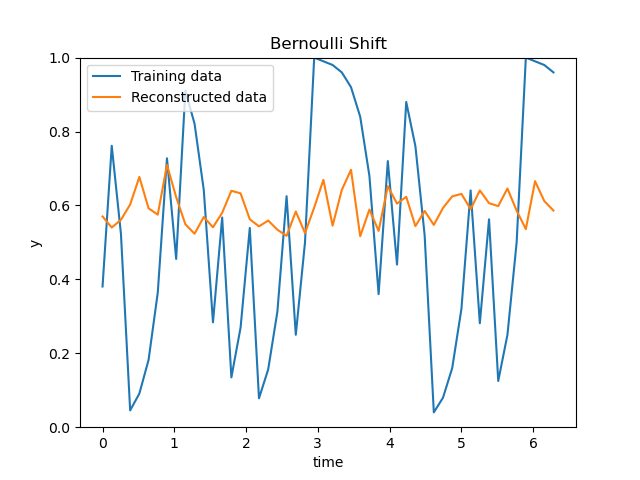 Bernoulli Shift
Training data
Reconstructed data
1.0
0.8
0.6
0.4
0.2
0.0
y
0 1 2 3 4 5 6
time